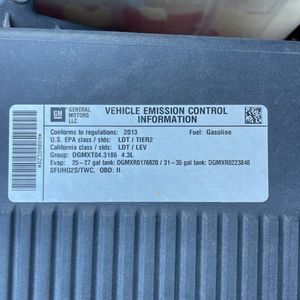 GM
GENERAL
MOTORS
LLC
VEHICLE EMISSION CONTROL
INFORMATION
Conforms to regulations: 2013 Fuel: Gasoline
U.S. EPA class / stds: LDT / TIER2
California class / stds: LDT / LEV
Group: DGMXT04.3186 4.3L
Evap: 25-27 gal tank: DGMXR0176820 / 31-35 gal tank: DGMXR0223840
SFI/HO2S/TWC. OBD: II